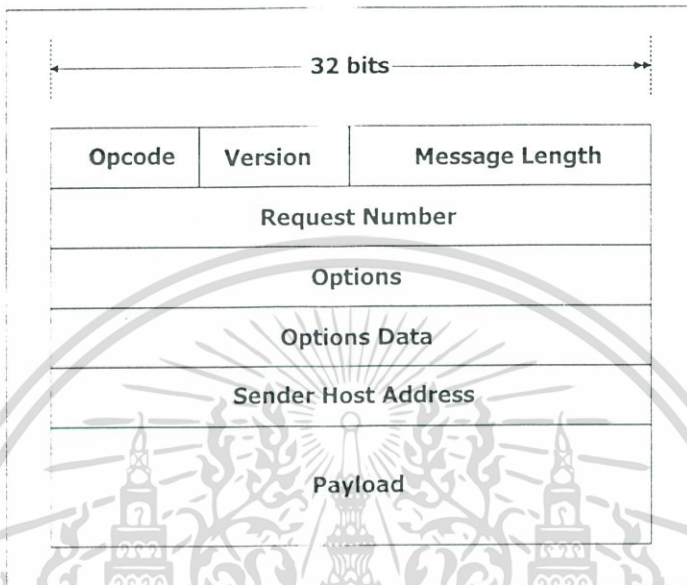 32 bits
Opcode Version Message Length
Request Number
Options
Options Data
Sender Host Address
Payload